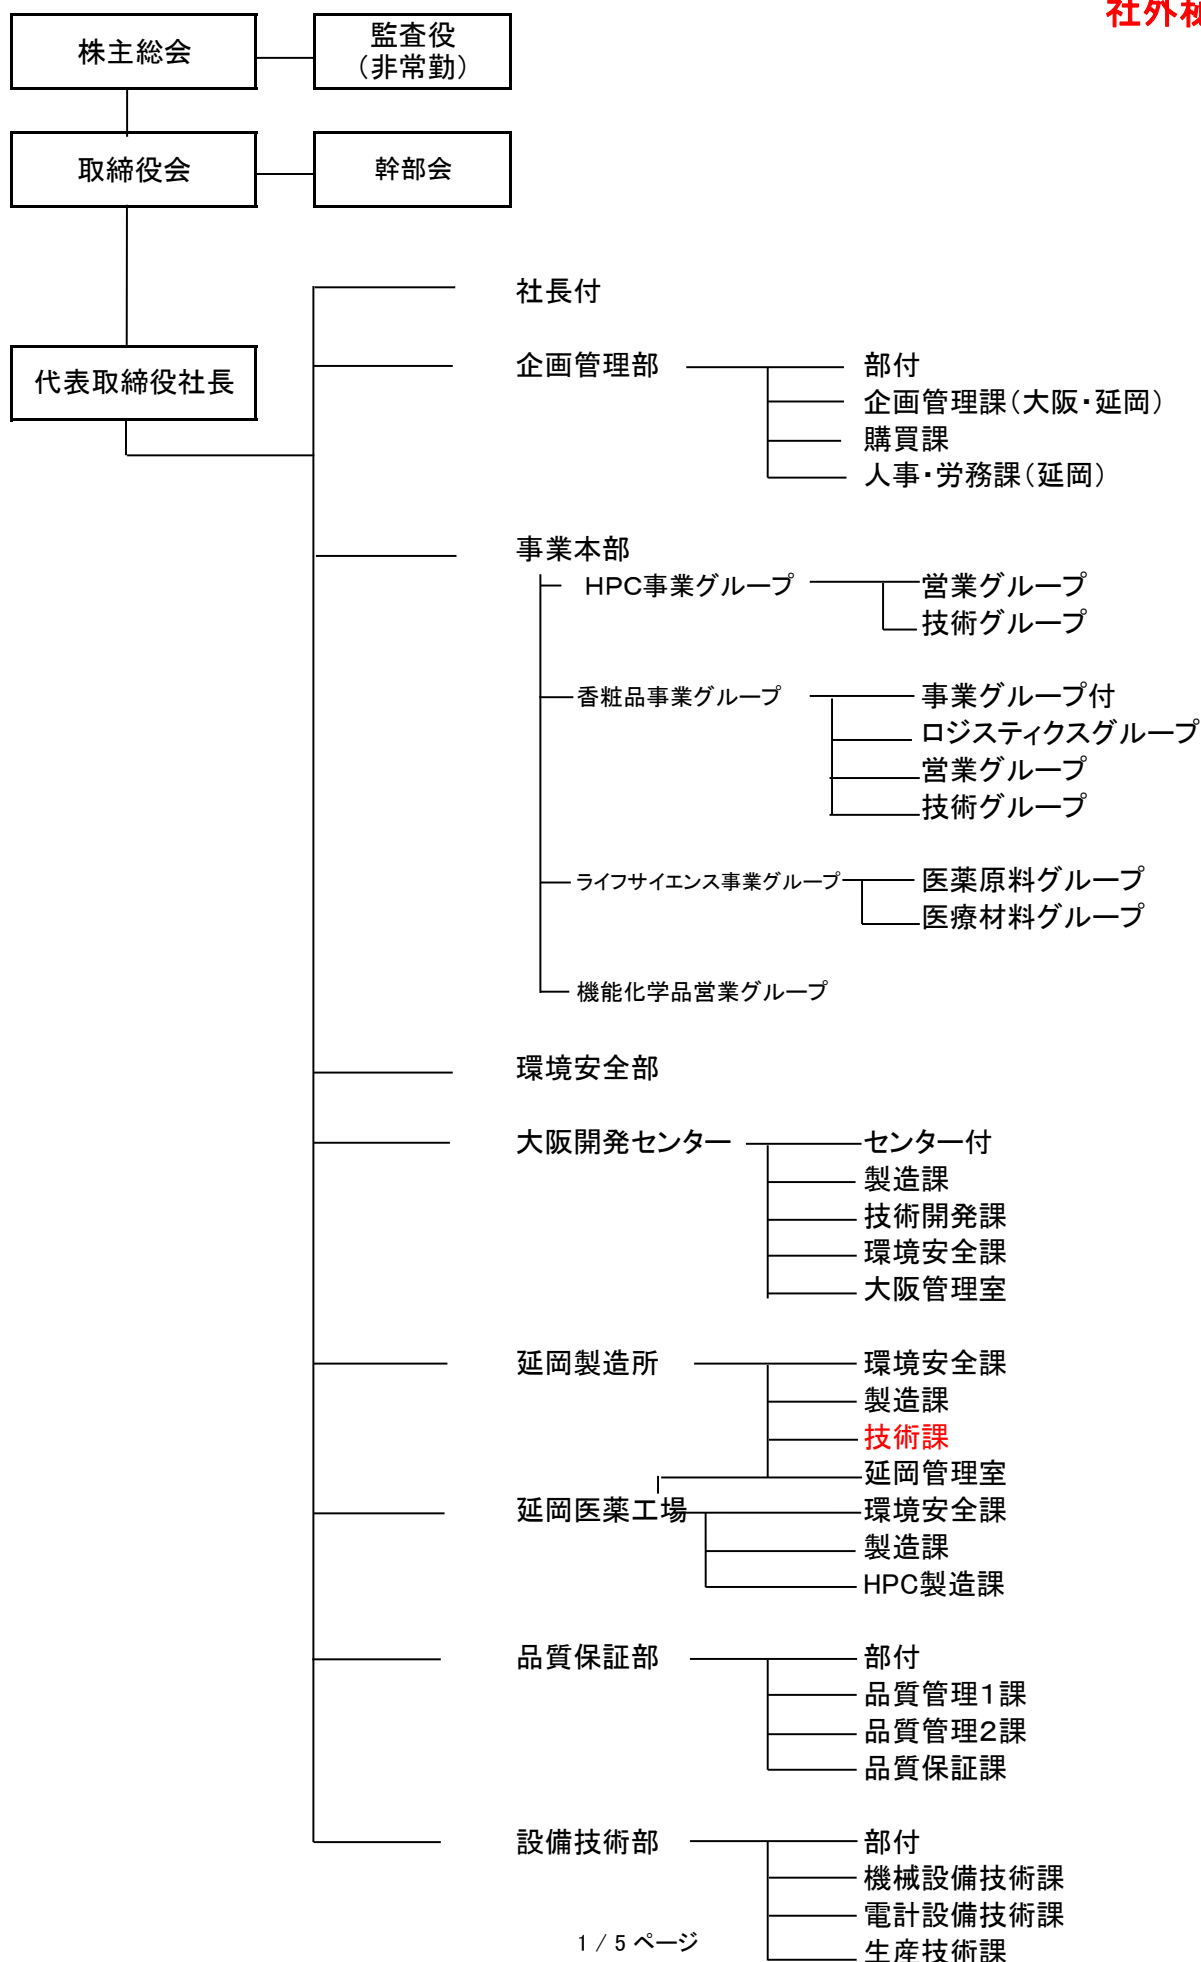 社外
株主総会
監査役
（非常勤）
取締役会
幹部会
社長付
代表取締役社長
企画管理部
部付
企画管理課（大阪・延岡）
購買課
人事・労務課（延岡）
事業本部
HPC事業グループ
営業グループ
技術グループ
香粧品事業グループ
事業グループ付
ロジスティクスグループ
営業グループ
技術グループ
ライフサイエンス事業グループ
医薬原料グループ
医療材料グループ
機能化学品営業グループ
環境安全部
大阪開発センター
センター付
製造課
技術開発課
環境安全課
大阪管理室
延岡製造所
環境安全課
製造課
技術課
延岡管理室
延岡医薬工場
環境安全課
製造課
HPC製造課
品質保証部
部付
品質管理1課
品質管理2課
品質保証課
設備技術部
部付
機械設備技術課
電計設備技術課
生産技術課
1 / 5 ページ